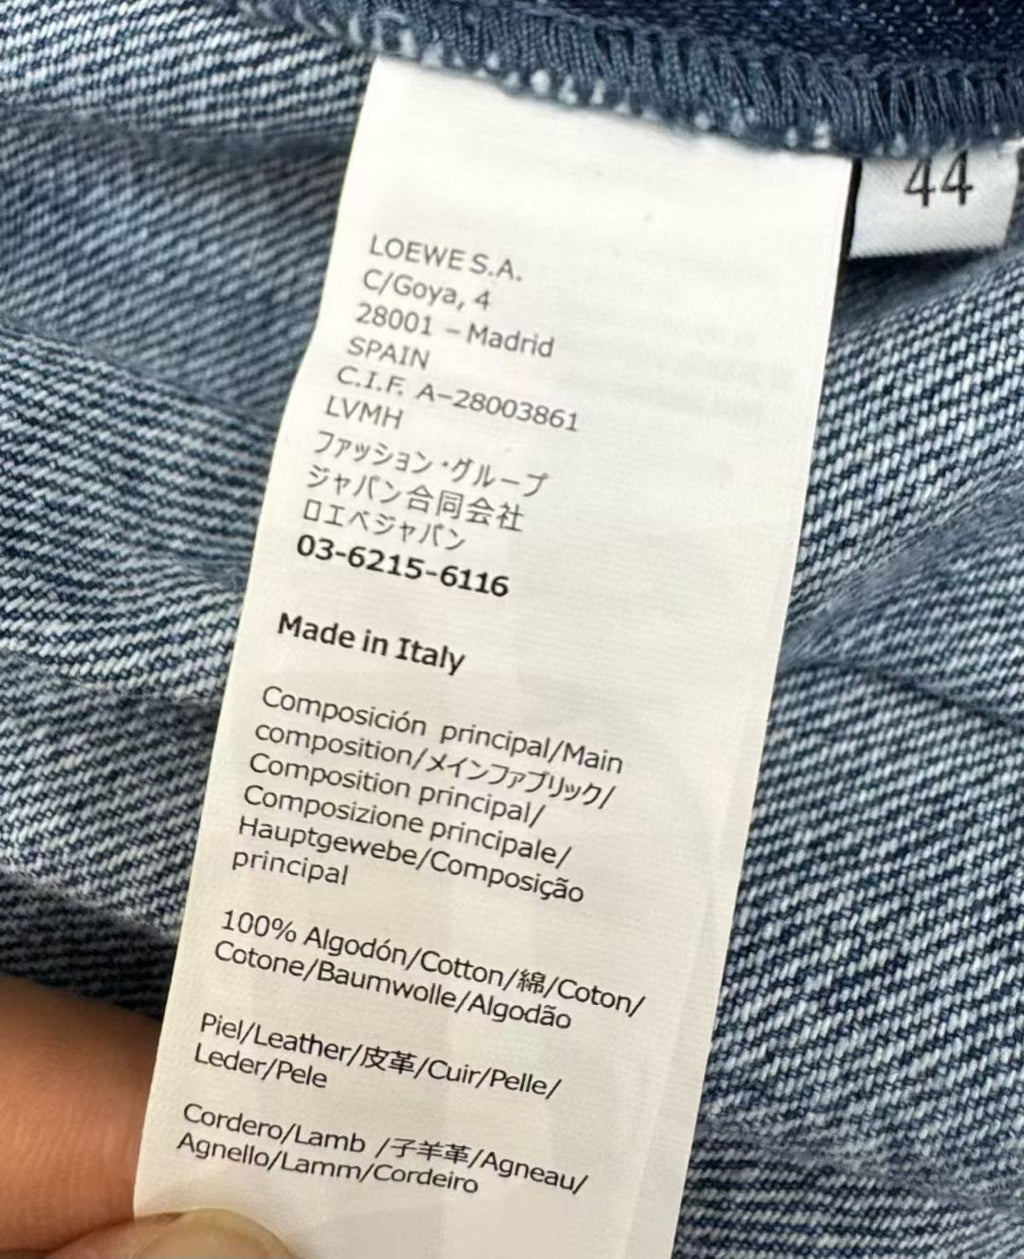 44
LOEWE S.A.
C/Goya, 4
28001 – Madrid
SPAIN
C.I.F. A–28003861
LVMH
ファッション・グループ
ジャパン合同会社
ロエベジャパン
03-6215-6116
Made in Italy
Composición principal/Main
composition/メインファブリック/
Composition principal/
Composizione principale/
Hauptgewebe/Composição
principal
100% Algodón/Cotton/綿/Coton/
Cotone/Baumwolle/Algodão
Piel/Leather/皮革/Cuir/Pelle/
Leder/Pele
Cordero/Lamb /子羊革/Agneau/
Agnello/Lamm/Cordeiro